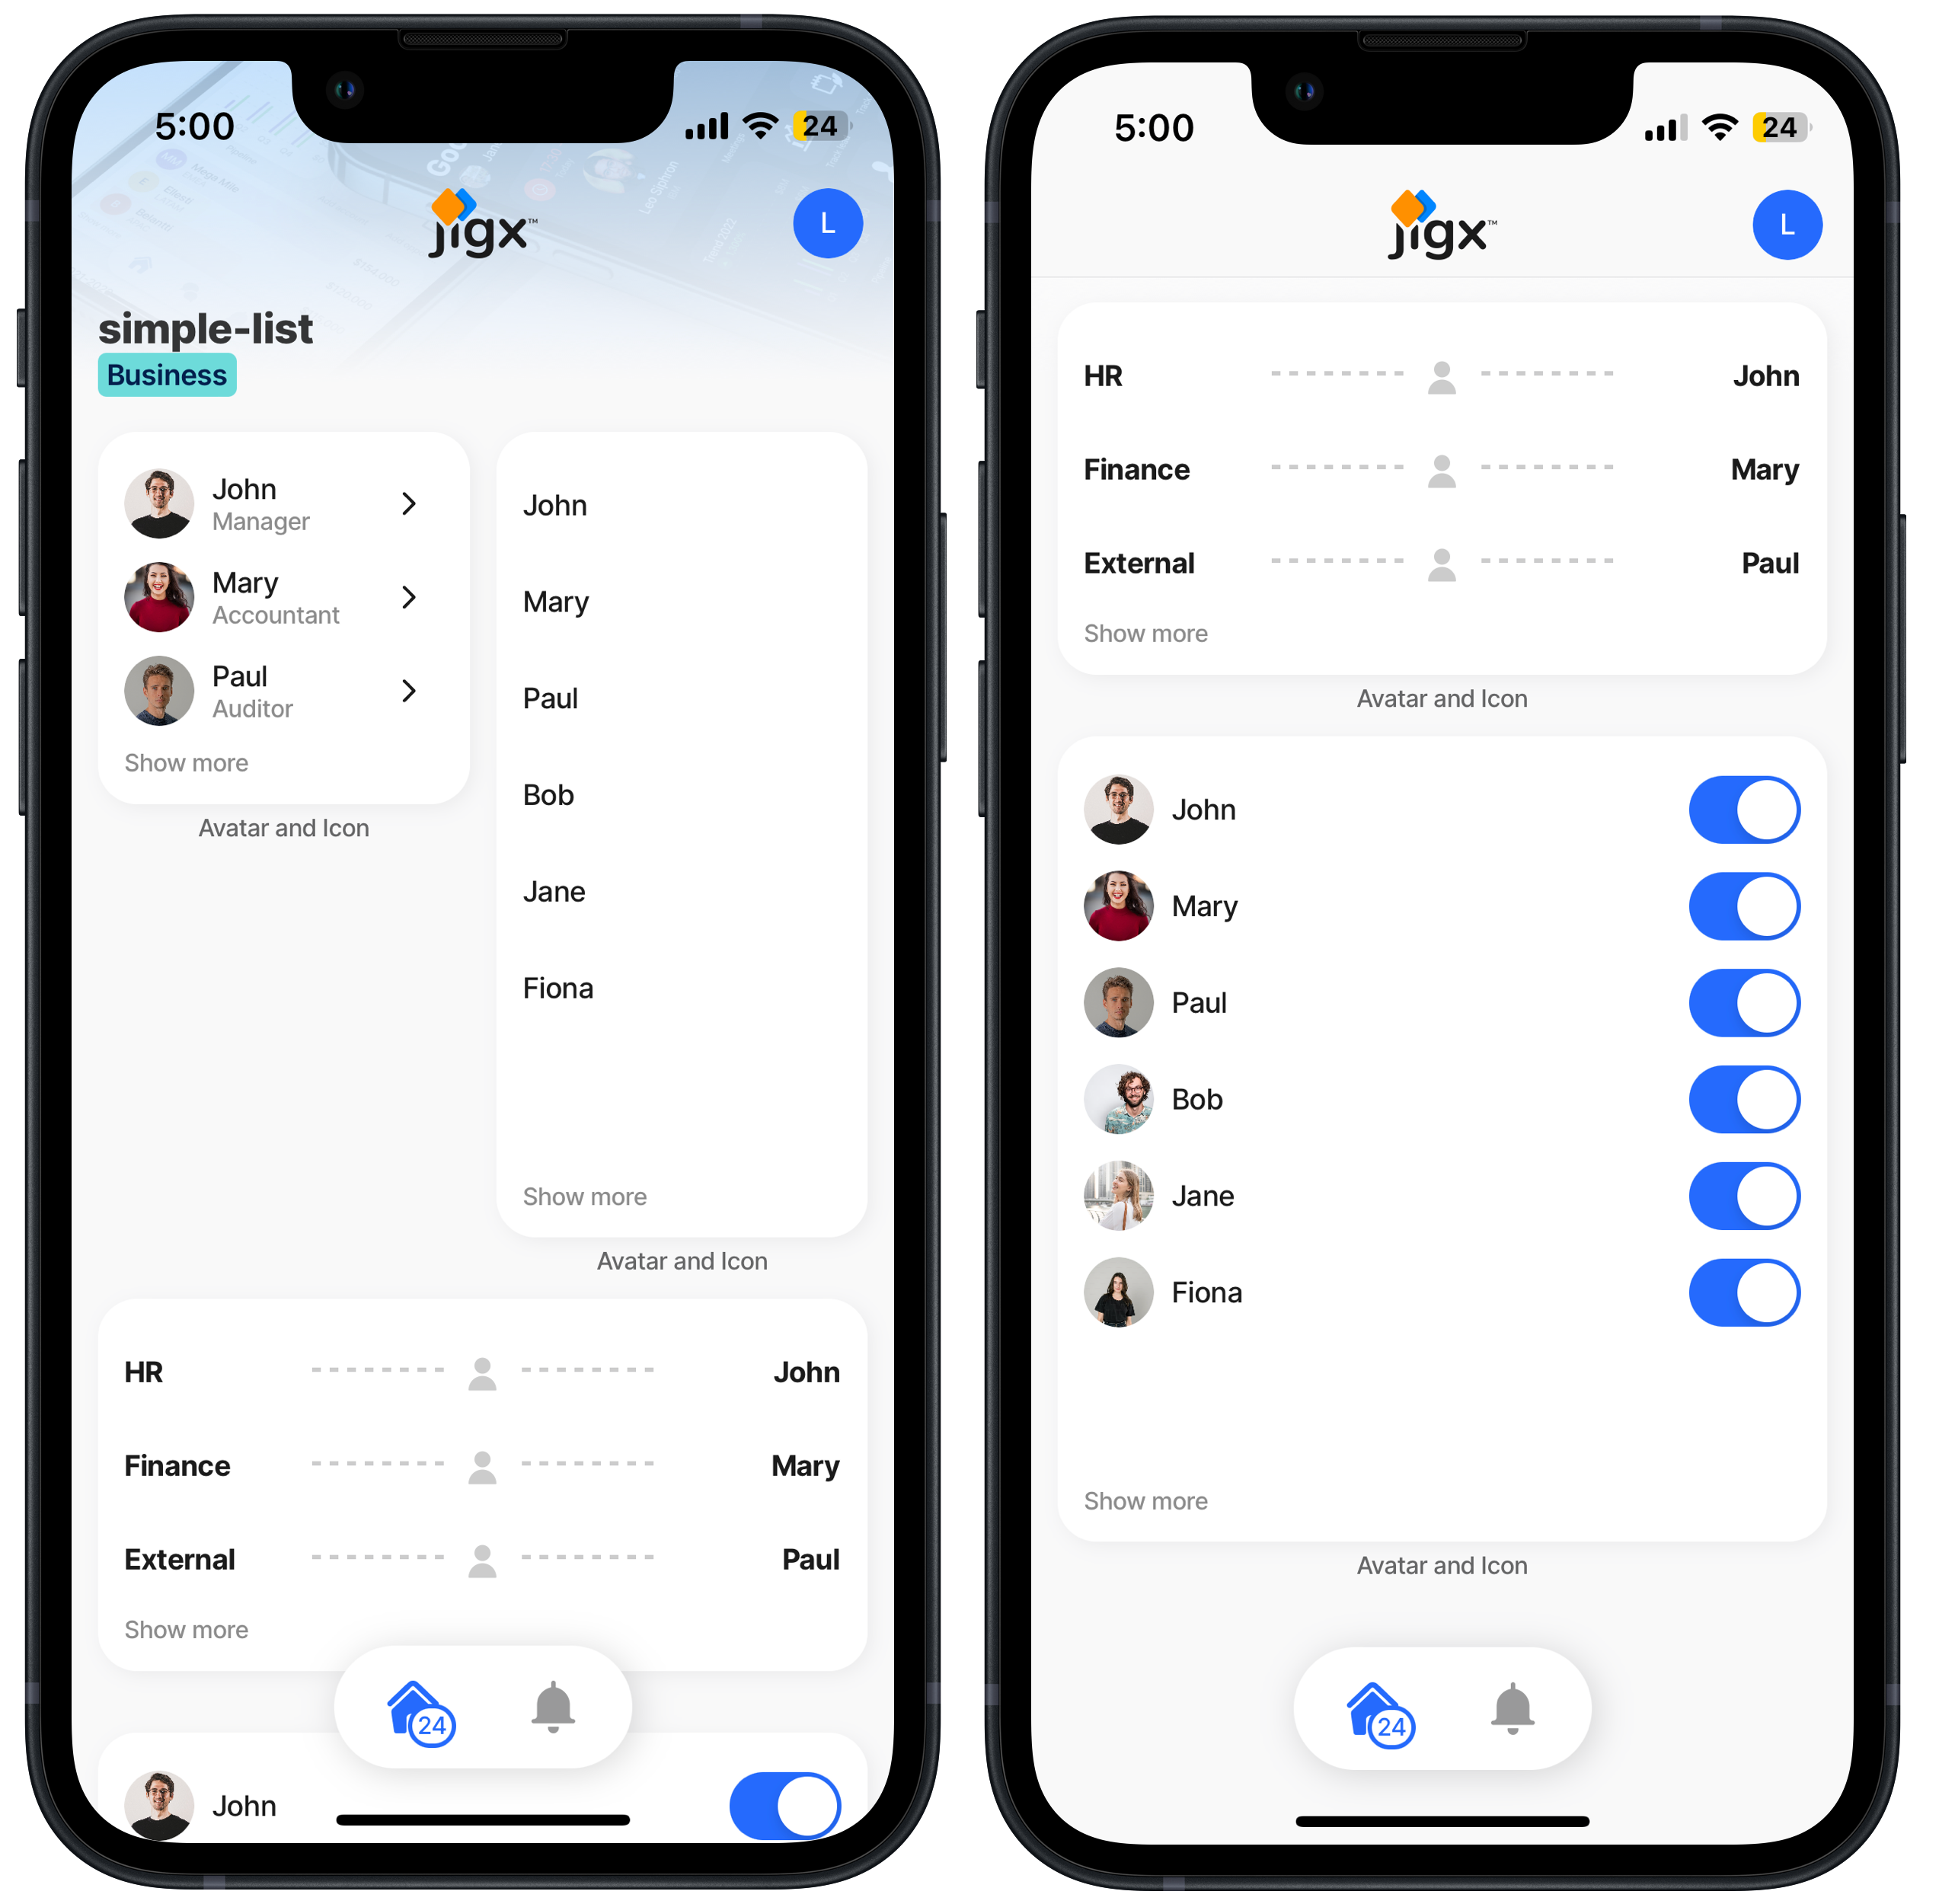 5:00
24
jigx™
L
simple-list
Business
John
Manager
Mary
Accountant
Paul
Auditor
Show more
Avatar and Icon
John
Mary
Paul
Bob
Jane
Fiona
Show more
Avatar and Icon
HR John
Finance Mary
External Paul
Show more
24
John
5:00
24
jigx™
L
HR John
Finance Mary
External Paul
Show more
Avatar and Icon
John
Mary
Paul
Bob
Jane
Fiona
Show more
Avatar and Icon
24